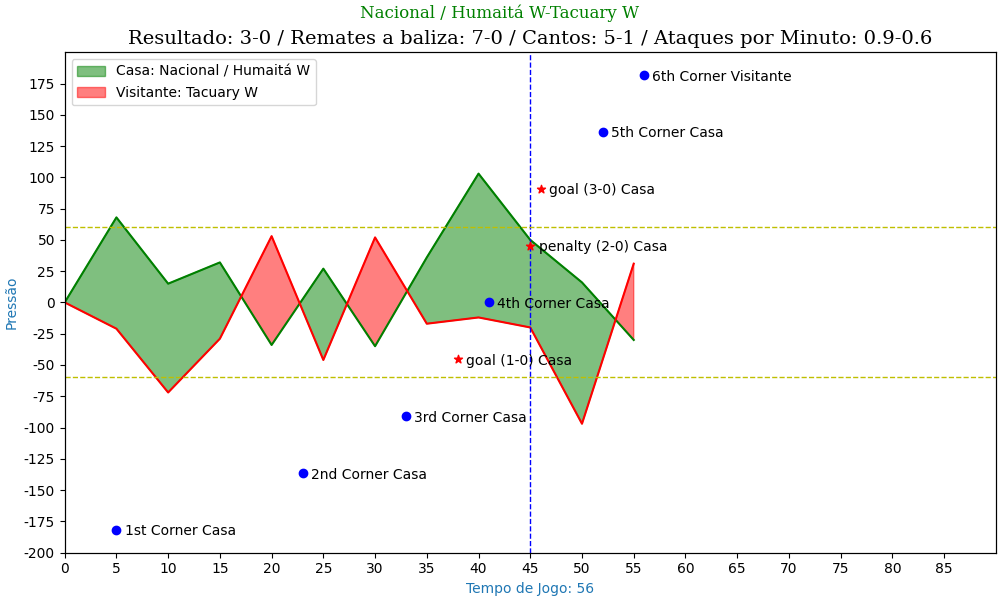 Nacional / Humaitá W-Tacuary W
Resultado: 3-0 / Remates a baliza: 7-0 / Cantos: 5-1 / Ataques por Minuto: 0.9-0.6
Casa: Nacional / Humaitá W
Visitante: Tacuary W
6th Corner Visitante
5th Corner Casa
goal (3-0) Casa
penalty (2-0) Casa
4th Corner Casa
goal (1-0) Casa
3rd Corner Casa
2nd Corner Casa
1st Corner Casa
Pressão
175
150
125
100
75
50
25
0
-25
-50
-75
-100
-125
-150
-175
-200
0 5 10 15 20 25 30 35 40 45 50 55 60 65 70 75 80 85
Tempo de Jogo: 56